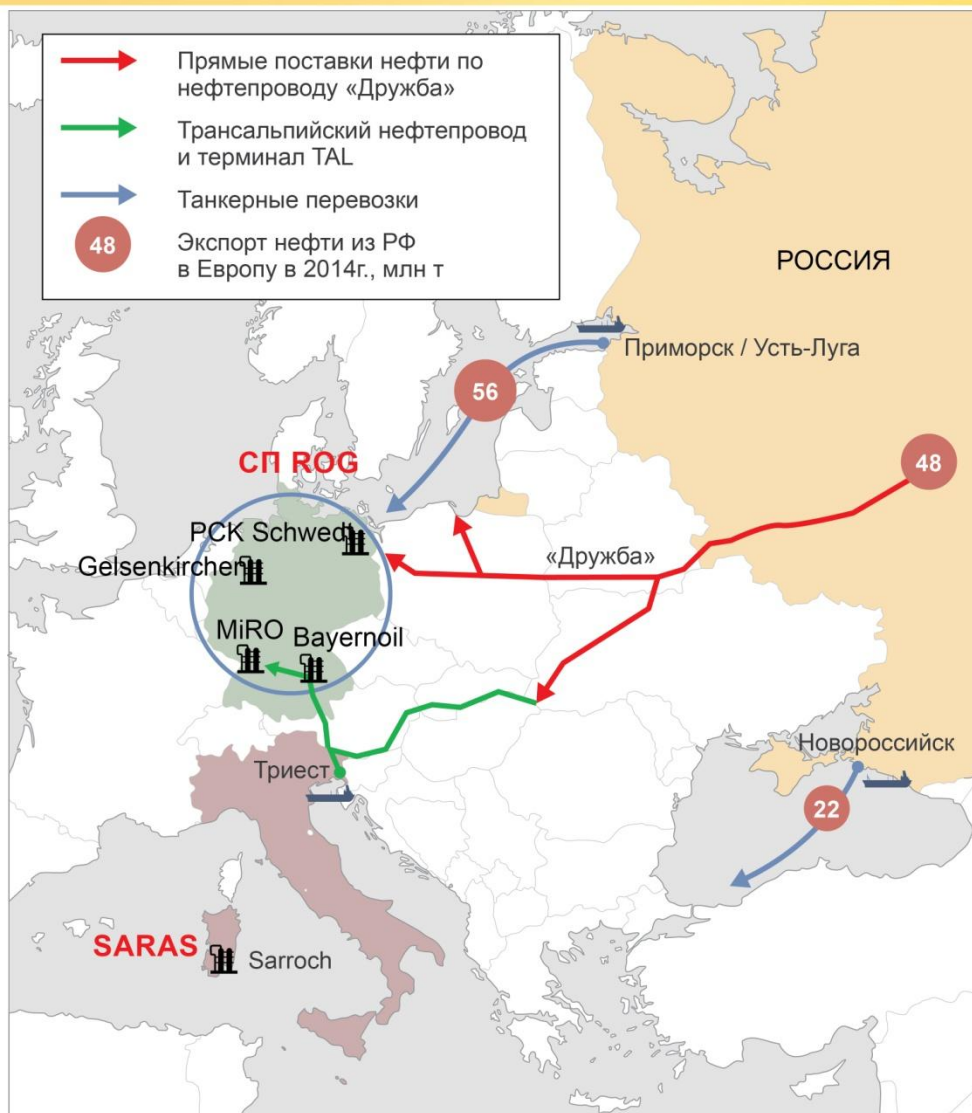 Прямые поставки нефти по
нефтепроводу «Дружба»
Трансальпийский нефтепровод
и терминал TAL
Танкерные перевозки
48
Экспорт нефти из РФ
в Европу в 2014г., млн т
РОССИЯ
Приморск / Усть-Луга
56
СП ROG
48
PCK Schwedt
«Дружба»
Gelsenkirchen
MiRO
Bayernoil
Новороссийск
Триест
22
SARAS
Sarroch